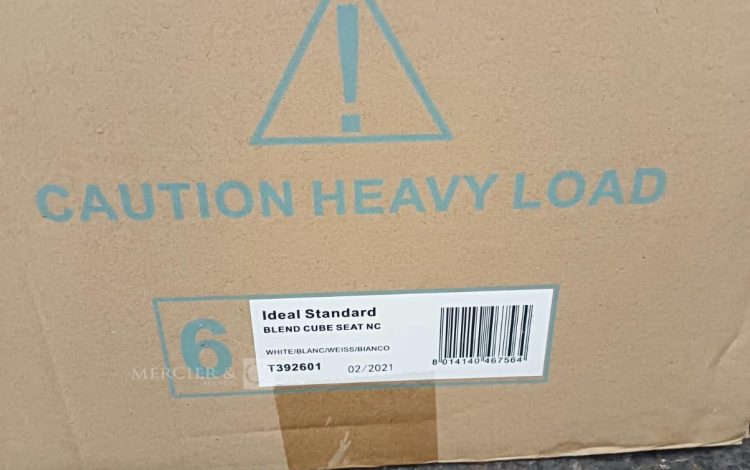 CAUTION HEAVY LOAD
6
Ideal Standard
BLEND CUBE SEAT NC
WHITE/BLANC/WEISS/BIANCO
T392601 02/2021
8 014140 467564
MERCIER &